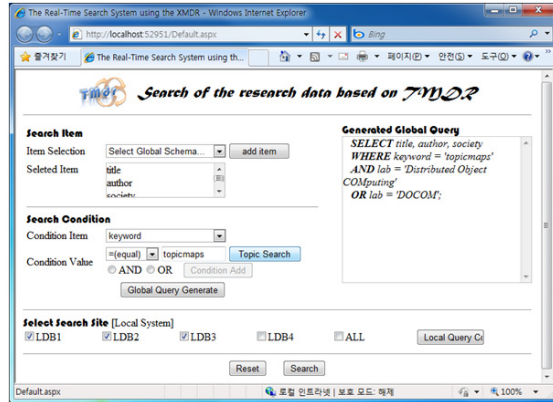 The Real-Time Search System using the XMDR - Windows Internet Explorer
http://localhost:52951/Default.aspx
Bing
즐겨찾기
The Real-Time Search System using th...
페이지(P)
안전(S)
도구(O)
TMDR
Search of the research data based on TMDR
Search Item
Item Selection
Select Global Schema...
add item
Seleted Item
title
author
society
Search Condition
Condition Item
keyword
Condition Value
=(equal)
topicmaps
Topic Search
AND
OR
Condition Add
Global Query Generate
Generated Global Query
SELECT title, author, society
WHERE keyword = 'topicmaps'
AND lab = 'Distributed Object
COMputing'
OR lab = 'DOCOM';
Select Search Site [Local System]
LDB1
LDB2
LDB3
LDB4
ALL
Local Query Co
Reset
Search
Default.aspx
로컬 인트라넷 | 보호 모드: 해제
100%